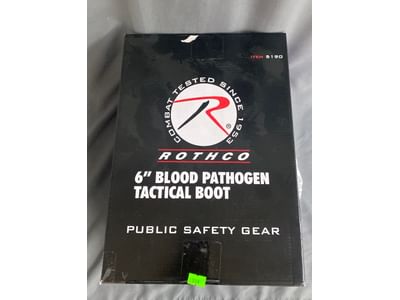 ITEM 5190
COMBAT TESTED SINCE 1953
R®
ROTHCO
6" BLOOD PATHOGEN
TACTICAL BOOT
PUBLIC SAFETY GEAR